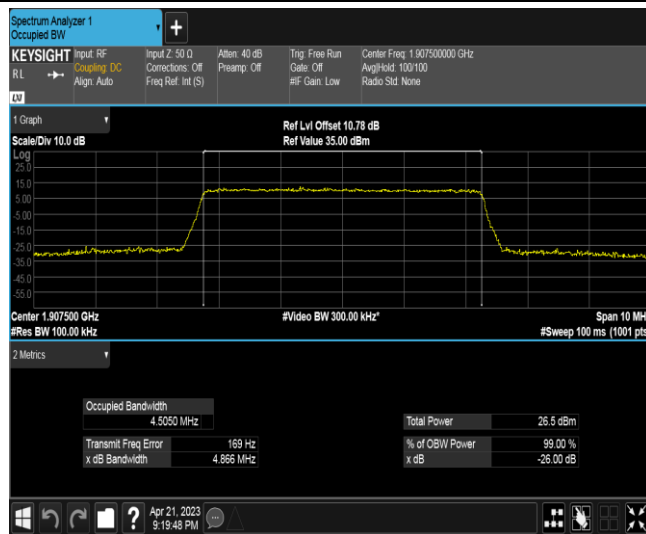 Spectrum Analyzer 1
Occupied BW
+
KEYSIGHT Input: RF Input Z: 50 Ω Atten: 40 dB Trig: Free Run Center Freq: 1.907500000 GHz
RL Coupling: DC Corrections: Off Preamp: Off Gate: Off Avg|Hold: 100/100
Align: Auto Freq Ref: Int (S) #IF Gain: Low Radio Std: None
LXI
1 Graph
Ref Lvl Offset 10.78 dB
Scale/Div 10.0 dB Ref Value 35.00 dBm
Log
25.0
15.0
5.00
-5.00
-15.0
-25.0
-35.0
-45.0
-55.0
Center 1.907500 GHz #Video BW 300.00 kHz* Span 10 MH
#Res BW 100.00 kHz #Sweep 100 ms (1001 pts
2 Metrics
Occupied Bandwidth
4.5050 MHz Total Power 26.5 dBm
Transmit Freq Error 169 Hz % of OBW Power 99.00 %
x dB Bandwidth 4.866 MHz x dB -26.00 dB
? Apr 21, 2023
9:19:48 PM